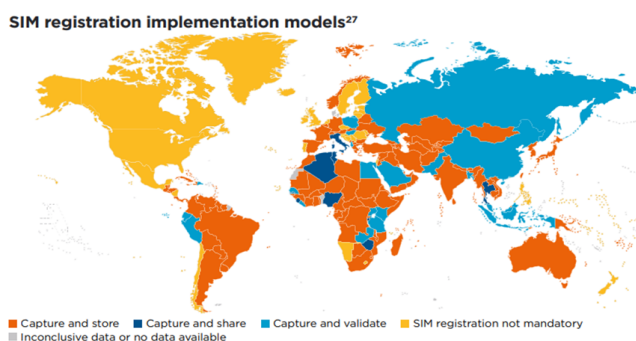 SIM registration implementation models27
Capture and store Capture and share Capture and validate SIM registration not mandatory
Inconclusive data or no data available